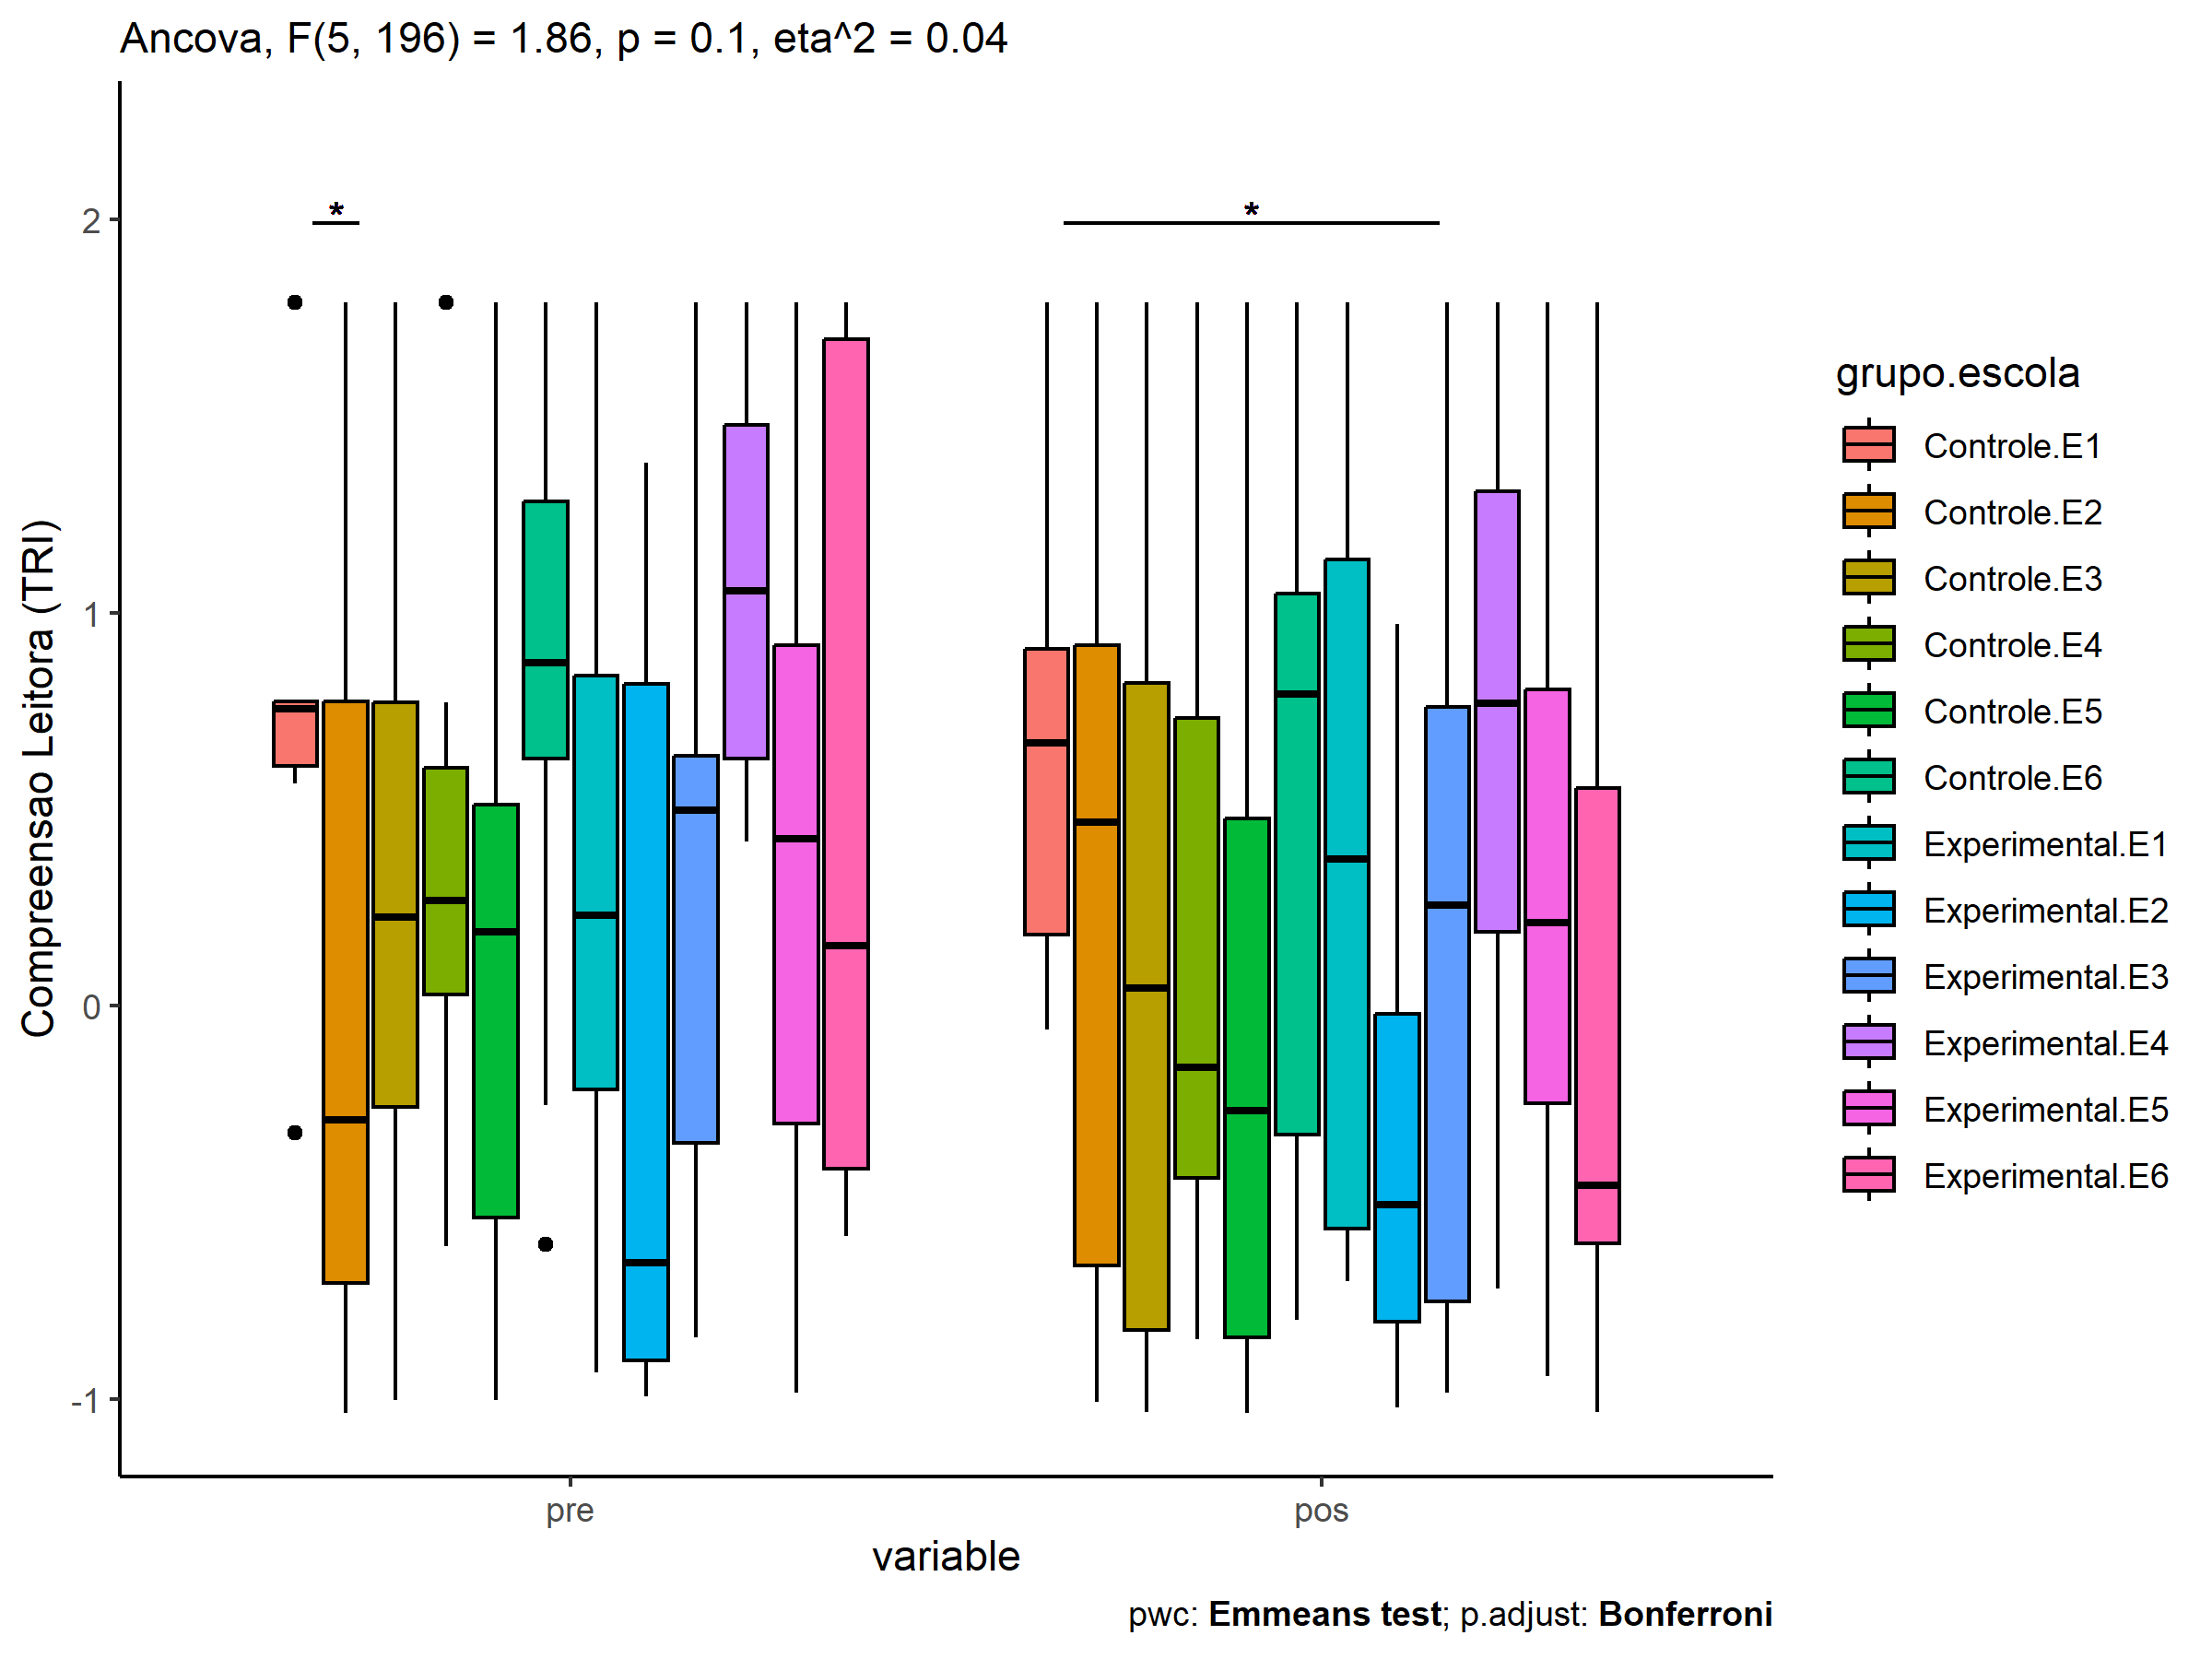 Ancova, F(5, 196) = 1.86, p = 0.1, eta^2 = 0.04
*
*
2
1
0
-1
Compreensao Leitora (TRI)
pre
pos
variable
pwc: Emmeans test; p.adjust: Bonferroni
grupo.escola
Controle.E1
Controle.E2
Controle.E3
Controle.E4
Controle.E5
Controle.E6
Experimental.E1
Experimental.E2
Experimental.E3
Experimental.E4
Experimental.E5
Experimental.E6